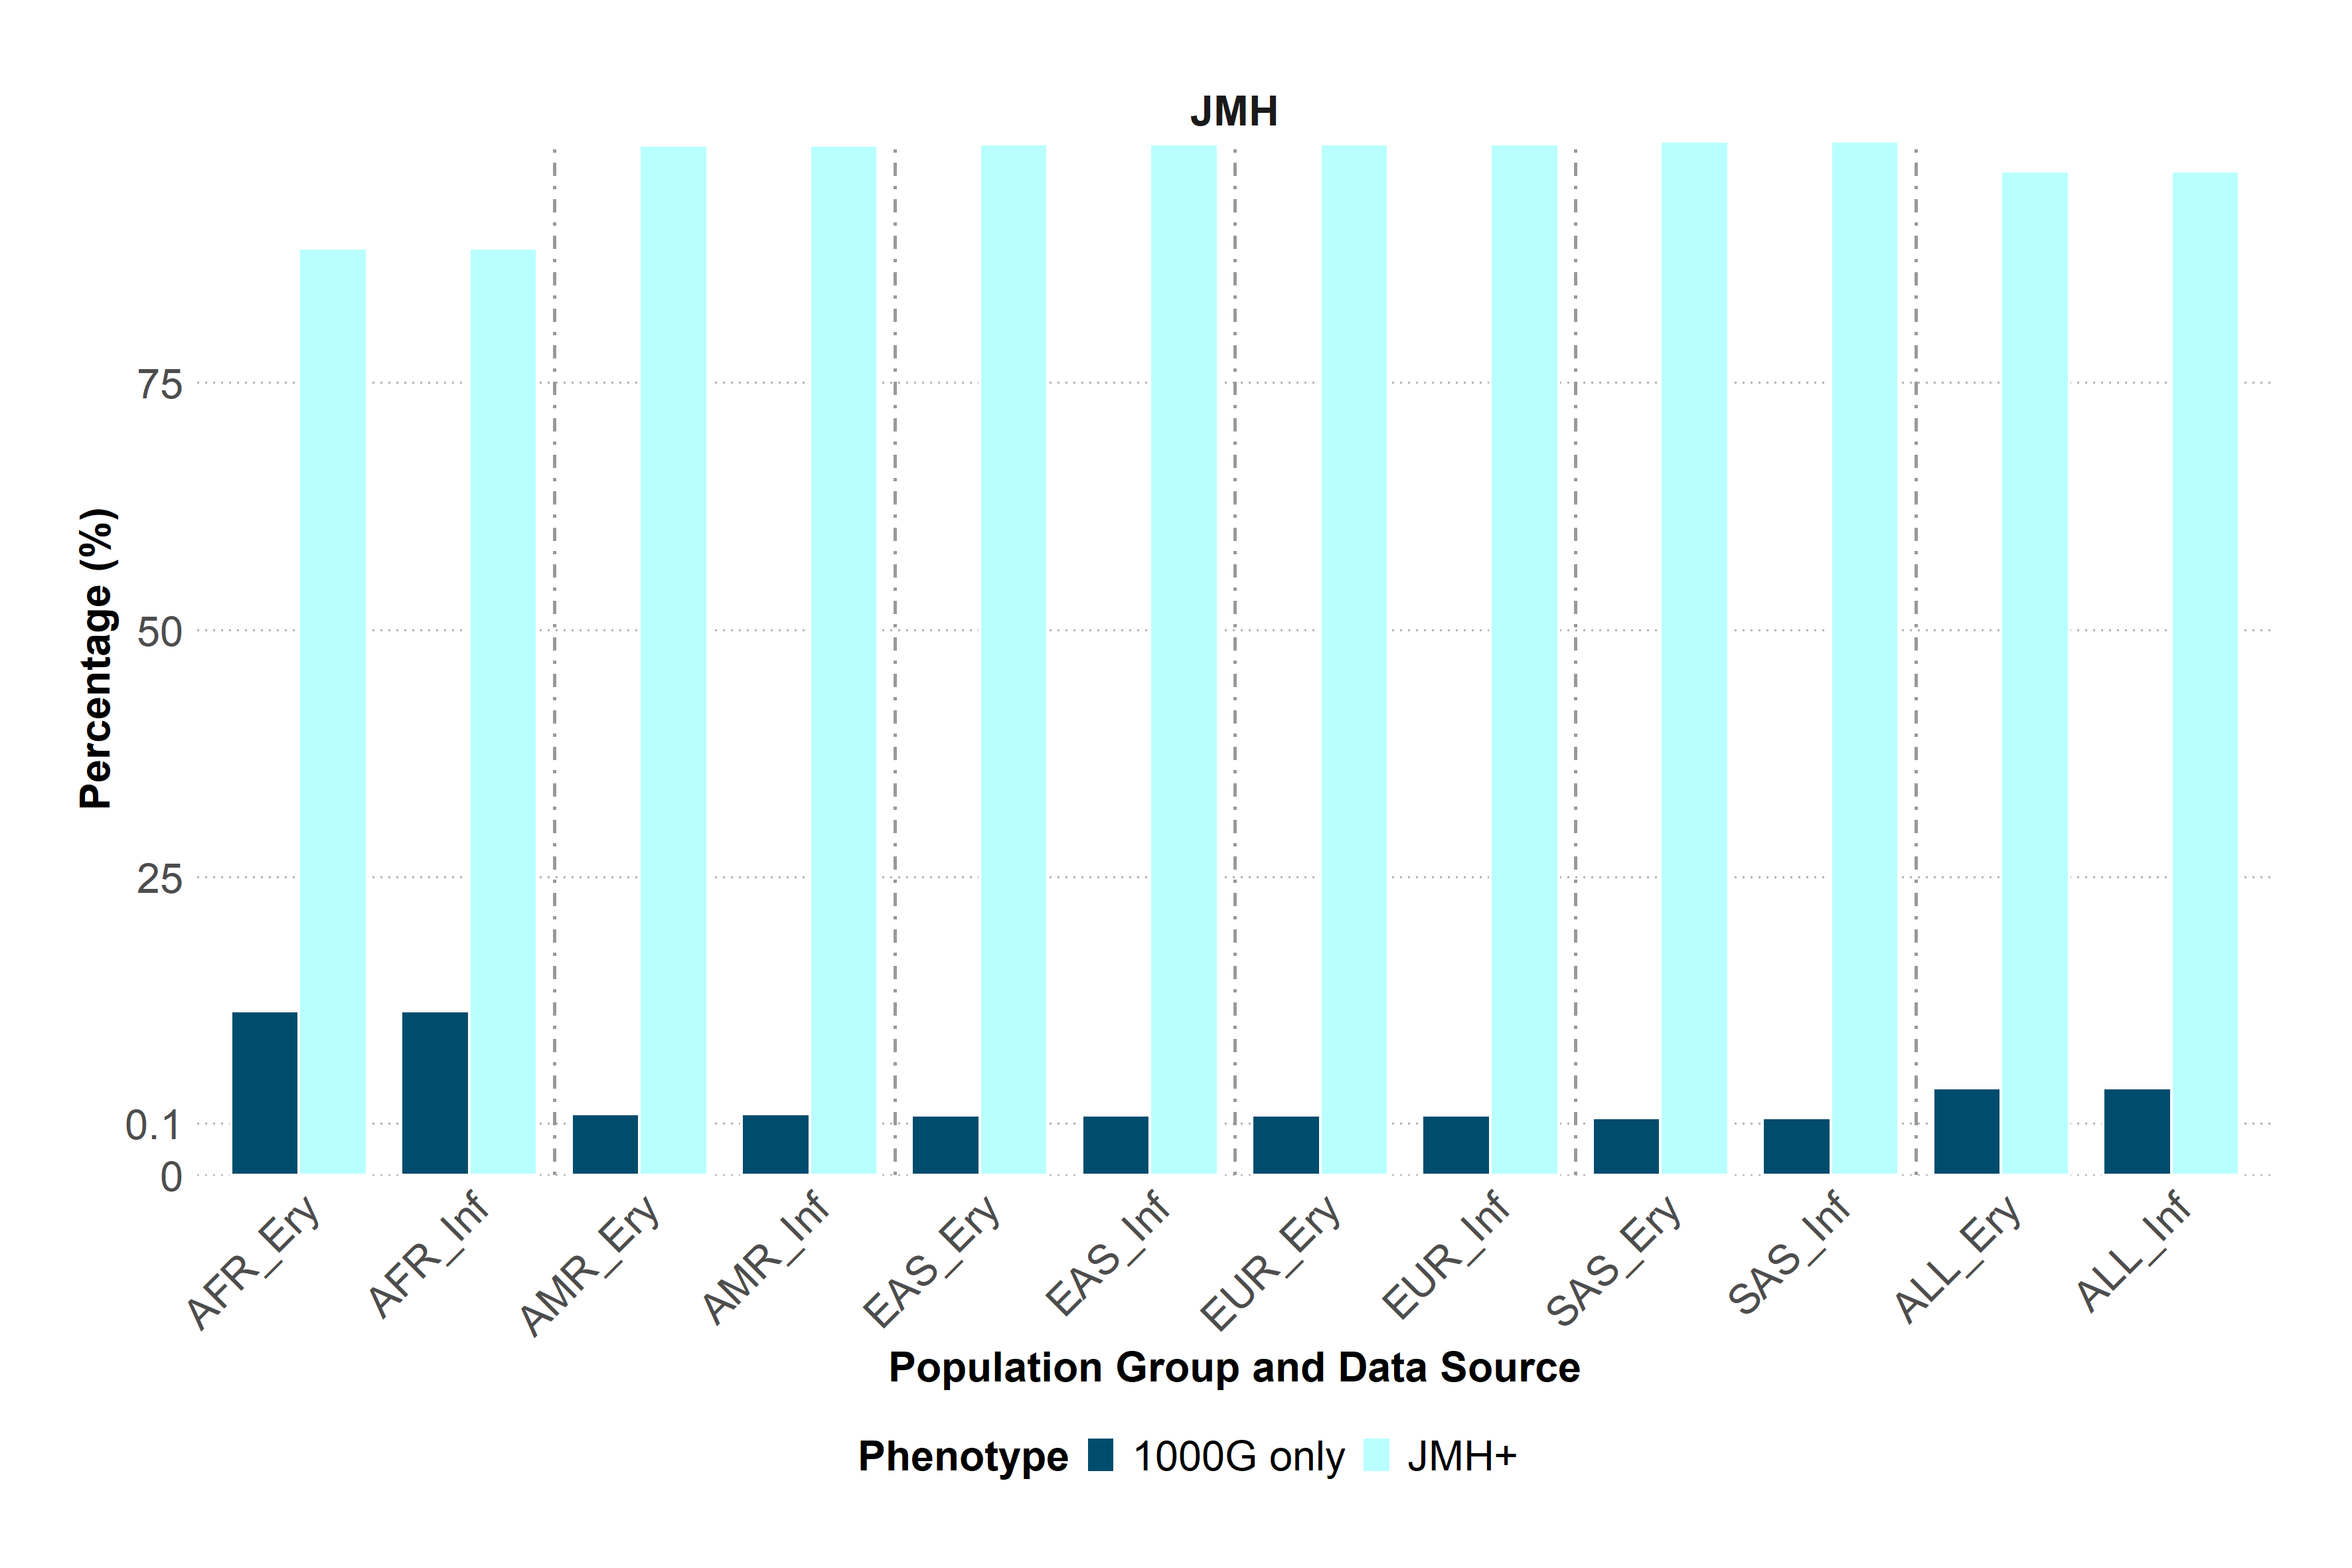 JMH
Percentage (%)
75
50
25
0.1
0
AFR_Ery
AFR_Inf
AMR_Ery
AMR_Inf
EAS_Ery
EAS_Inf
EUR_Ery
EUR_Inf
SAS_Ery
SAS_Inf
ALL_Ery
ALL_Inf
Population Group and Data Source
Phenotype 1000G only JMH+